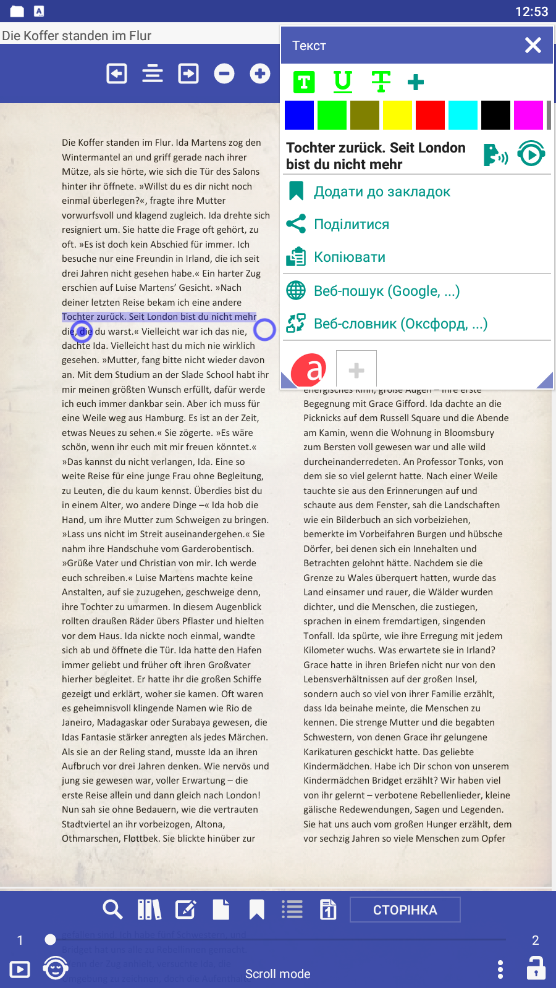 A
12:53
Die Koffer standen im Flur
Текст
T U T
Tochter zurück. Seit London
bist du nicht mehr
Додати до закладок
Поділитися
Копіювати
Веб-пошук (Google, ...)
Веб-словник (Оксфорд, ...)
a
Die Koffer standen im Flur. Ida Martens zog den
Wintermantel an und griff gerade nach ihrer
Mütze, als sie hörte, wie sich die Tür des Salons
hinter ihr öffnete. »Willst du es dir nicht noch
einmal überlegen?«, fragte ihre Mutter
vorwurfsvoll und klagend zugleich. Ida drehte sich
resigniert um. Sie hatte die Frage oft gehört, zu
oft. »Es ist doch kein Abschied für immer. Ich
besuche nur eine Freundin in Irland, die ich seit
drei Jahren nicht gesehen habe.« Ein harter Zug
erschien auf Luise Martens’ Gesicht. »Nach
deiner letzten Reise bekam ich eine andere
Tochter zurück. Seit London bist du nicht mehr
die, die du warst.« Vielleicht war ich das nie,
dachte Ida. Vielleicht hast du mich nie wirklich
gesehen. »Mutter, fang bitte nicht wieder davon
an. Mit dem Studium an der Slade School habt ihr
mir meinen größten Wunsch erfüllt, dafür werde
ich euch immer dankbar sein. Aber ich muss für
eine Weile weg aus Hamburg. Es ist an der Zeit,
etwas Neues zu sehen.« Sie zögerte. »Es wäre
schön, wenn ihr euch mit mir freuen könntet.«
»Das kannst du nicht verlangen, Ida. Eine so
weite Reise für eine junge Frau ohne Begleitung,
zu Leuten, die du kaum kennst. Überdies bist du
in einem Alter, wo andere Dinge –« Ida hob die
Hand, um ihre Mutter zum Schweigen zu bringen.
»Lass uns nicht im Streit auseinandergehen.« Sie
nahm ihre Handschuhe vom Garderobentisch.
»Grüße Vater und Christian von mir. Ich werde
euch schreiben.« Luise Martens machte keine
Anstalten, auf sie zuzugehen, geschweige denn,
ihre Tochter zu umarmen. In diesem Augenblick
rollten draußen Räder übers Pflaster und hielten
vor dem Haus. Ida nickte noch einmal, wandte
sich ab und öffnete die Tür. Ida hatte den Hafen
immer geliebt und früher oft ihren Großvater
hierher begleitet. Er hatte ihr die großen Schiffe
gezeigt und erklärt, woher sie kamen. Oft waren
es geheimnisvoll klingende Namen wie Rio de
Janeiro, Madagaskar oder Surabaya gewesen, die
Idas Fantasie stärker anregten als jedes Märchen.
Als sie an der Reling stand, musste Ida an ihren
Aufbruch vor drei Jahren denken. Wie nervös und
jung sie gewesen war, voller Erwartung – die
erste Reise allein und dann gleich nach London!
Nun sah sie ohne Bedauern, wie die vertrauten
Stadtviertel an ihr vorbeizogen, Altona,
Othmarschen, Flottbek. Sie blickte hinüber zur
energisches Kinn, große Augen – ihre
Begegnung mit Grace Gifford. Ida dachte an die
Picknicks auf dem Russell Square und die Abende
am Kamin, wenn die Wohnung in Bloomsbury
zum Bersten voll gewesen war und alle wild
durcheinanderredeten. An Professor Tonks, von
dem sie so viel gelernt hatte. Nach einer Weile
tauchte sie aus den Erinnerungen auf und
schaute aus dem Fenster, sah die Landschaften
wie ein Bilderbuch an sich vorbeiziehen,
bemerkte im Vorbeifahren Burgen und hübsche
Dörfer, bei denen sich ein Innehalten und
Betrachten gelohnt hätte. Nachdem sie die
Grenze zu Wales überquert hatten, wurde das
Land einsamer und rauer, die Wälder wurden
dichter, und die Menschen, die zustiegen,
sprachen in einem fremdartigen, singenden
Tonfall. Ida spürte, wie ihre Erregung mit jedem
Kilometer wuchs. Was erwartete sie in Irland?
Grace hatte in ihren Briefen nicht nur von den
Lebensverhältnissen auf der großen Insel,
sondern auch so viel von ihrer Familie erzählt,
dass Ida beinahe meinte, die Menschen zu
kennen. Die strenge Mutter und die begabten
Schwestern, von denen Grace ihr gelungene
Karikaturen geschickt hatte. Das geliebte
Kindermädchen. Habe ich Dir schon von unserem
Kindermädchen Bridget erzählt? Wir haben viel
von ihr gelernt – verbotene Rebellenlieder, kleine
gälische Redewendungen, Sagen und Legenden.
Sie hat uns auch vom großen Hunger erzählt, dem
vor sechzig Jahren so viele Menschen zum Opfer
1
СТОРІНКА
1
2
Scroll mode